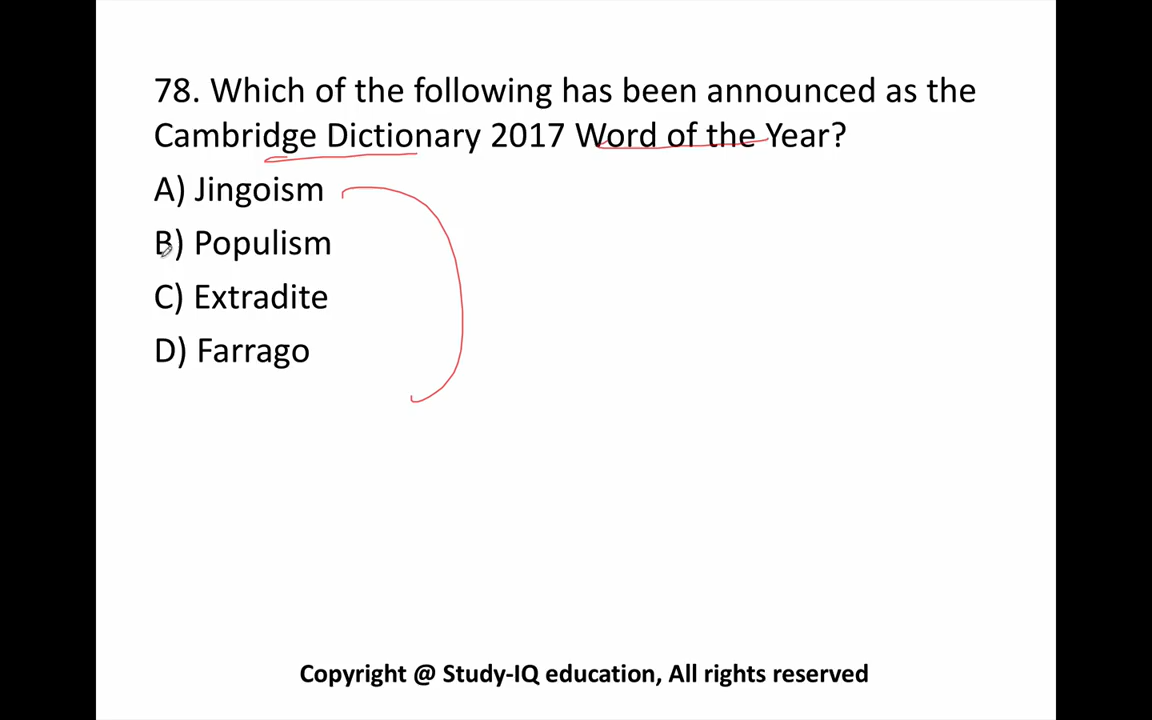 78. Which of the following has been announced as the
Cambridge Dictionary 2017 Word of the Year?
A) Jingoism
B) Populism
C) Extradite
D) Farrago
Copyright @ Study-IQ education, All rights reserved